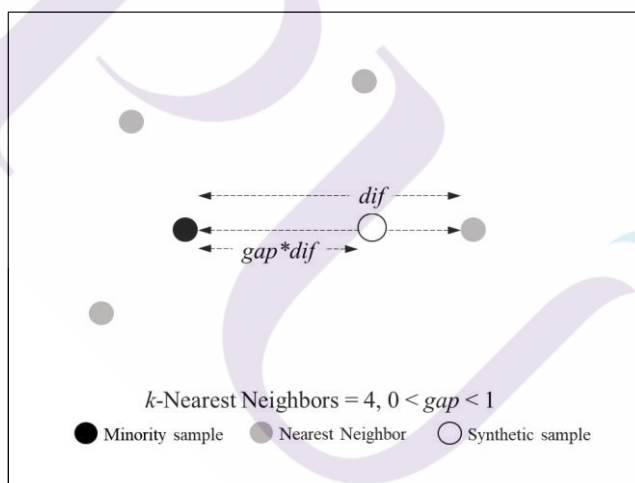 dif
gap*dif
k-Nearest Neighbors = 4, 0 < gap < 1
Minority sample Nearest Neighbor Synthetic sample